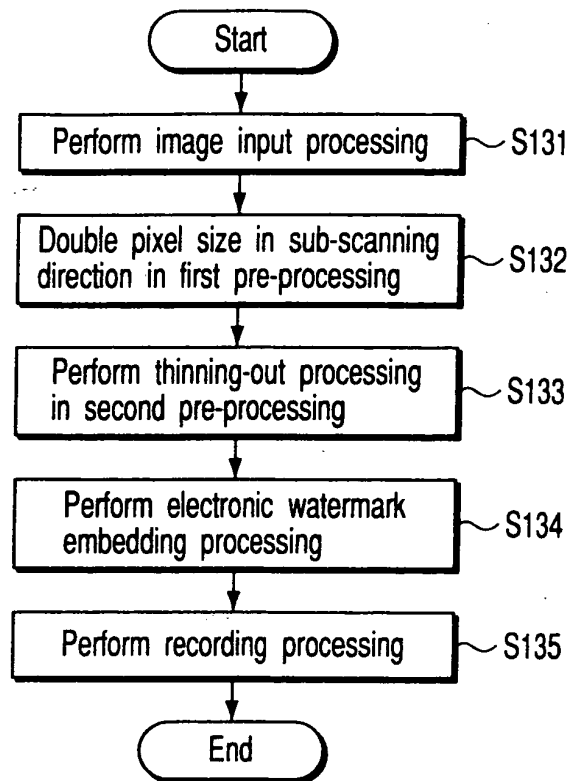 Start
Perform image input processing
S131
Double pixel size in sub-scanning
direction in first pre-processing
S132
Perform thinning-out processing
in second pre-processing
S133
Perform electronic watermark
embedding processing
S134
Perform recording processing
S135
End